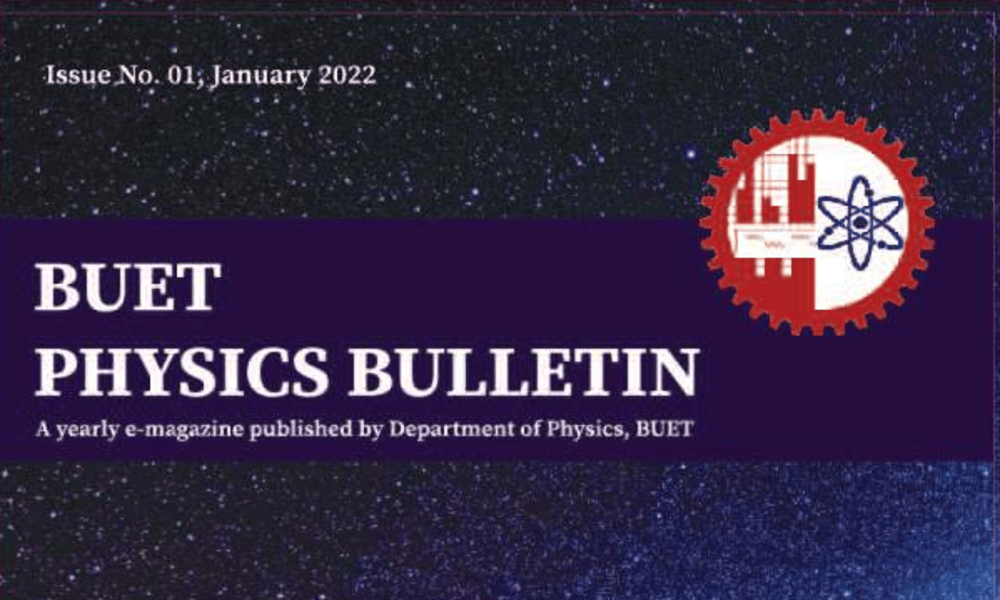 Issue No. 01, January 2022
BUET
PHYSICS BULLETIN
A yearly e-magazine published by Department of Physics, BUET